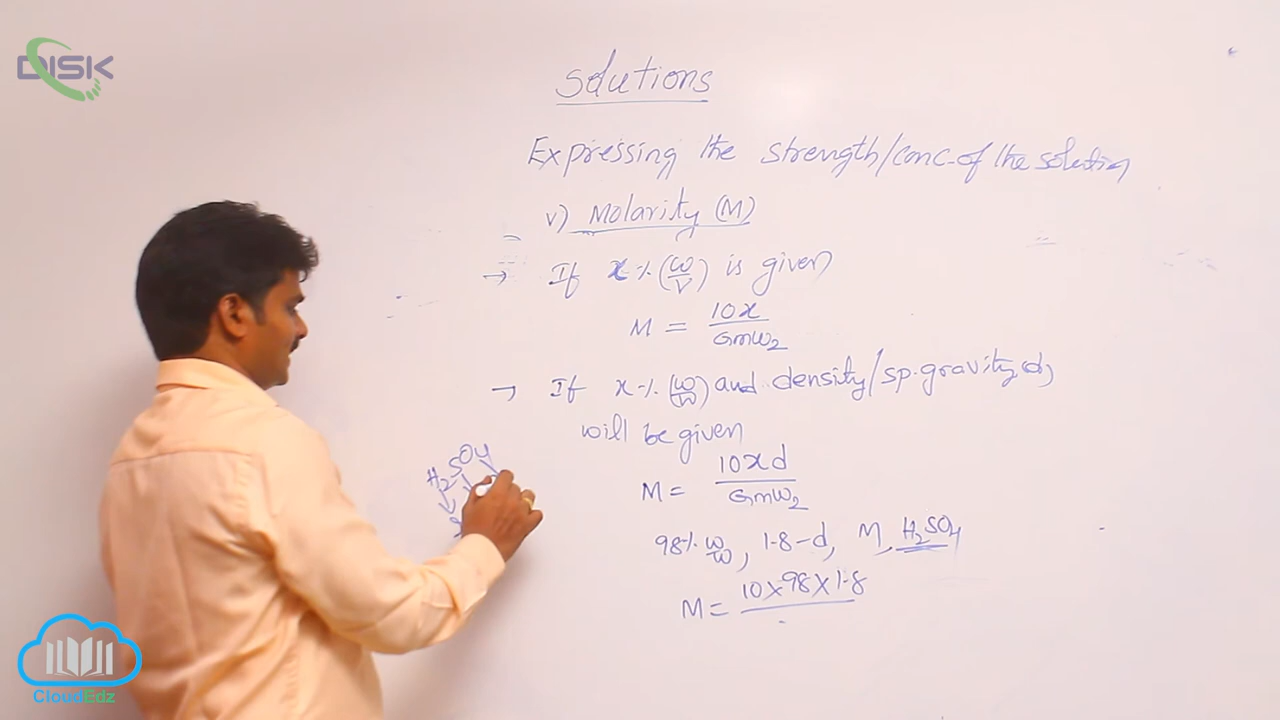 DISK
Solutions
Expressing the strength/conc. of the solution
v) Molarity (M)
→ If x % (w/v) is given
M = 10x / GMW₂
→ If x % (w/w) and density/sp. gravity (d)
will be given
M = 10xd / GMW₂
98% w/w, 1.8-d, M, H₂SO₄
M = 10×98×1.8
H₂SO₄
CloudEdz